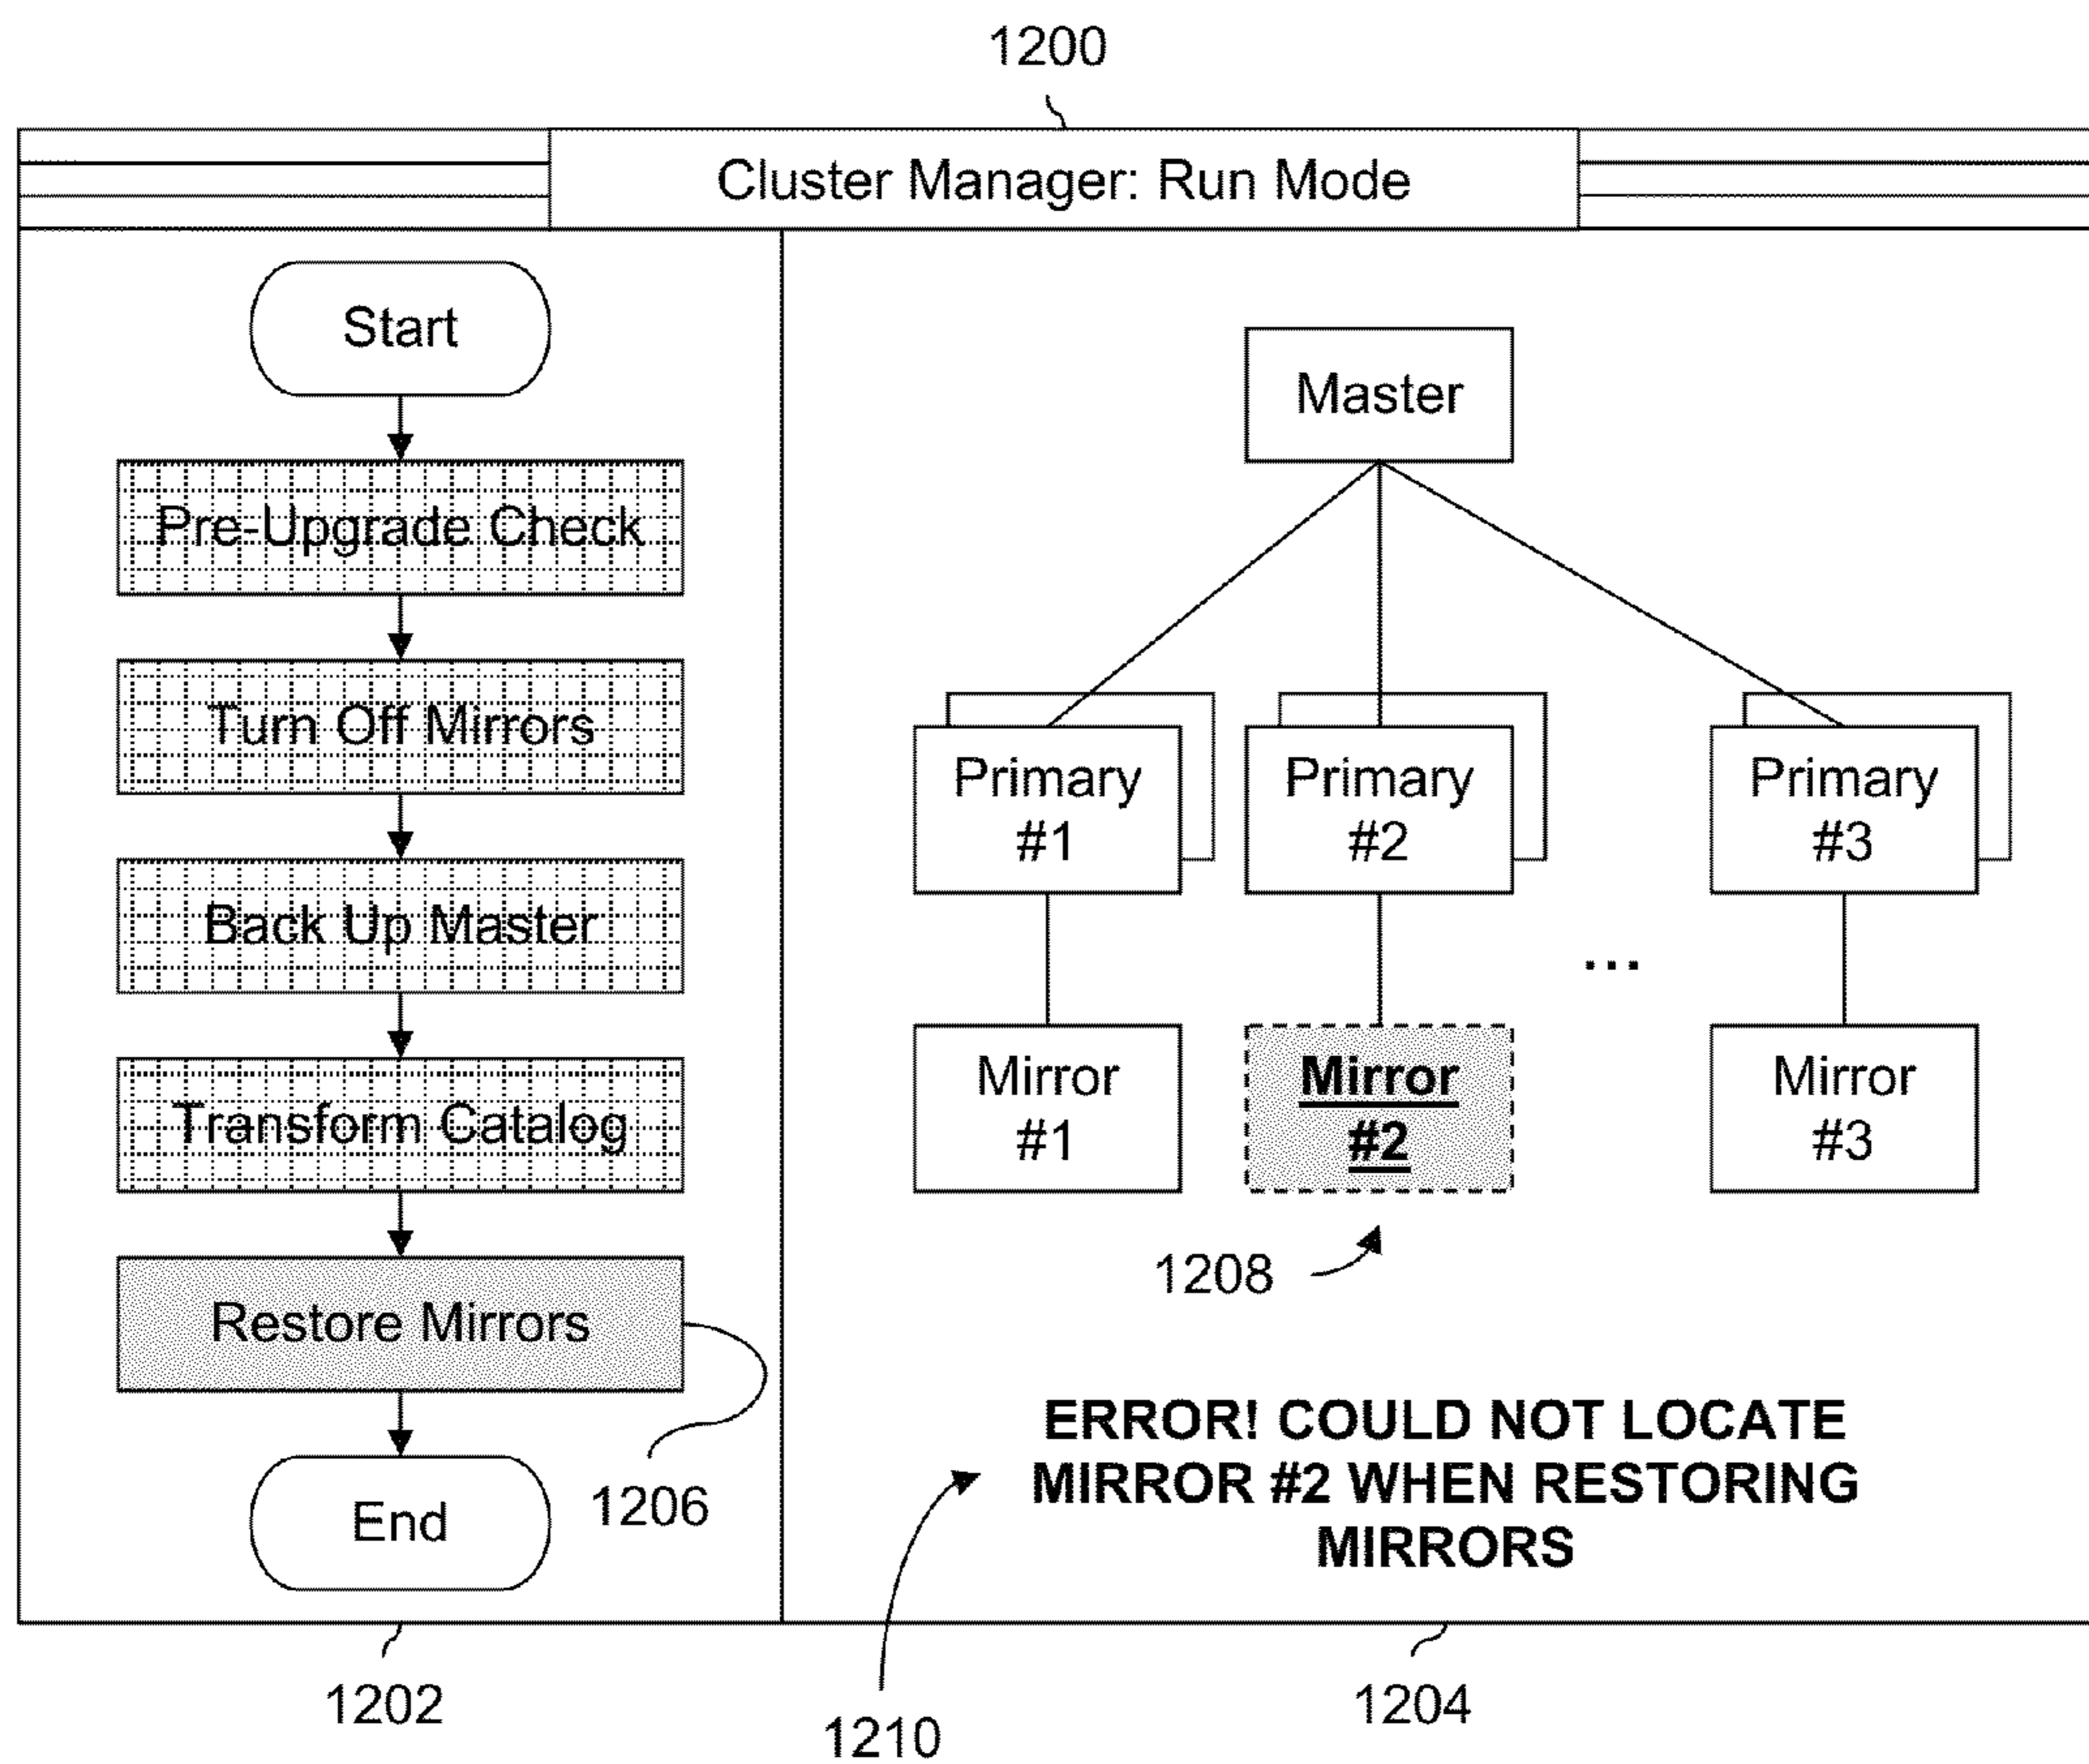 1200
Cluster Manager: Run Mode
Start
Pre-Upgrade Check
Turn Off Mirrors
Back Up Master
Transform Catalog
Restore Mirrors
End
1206
1202
Master
Primary
#1
Primary
#2
Primary
#3
...
Mirror
#1
Mirror
#2
Mirror
#3
1208
ERROR! COULD NOT LOCATE
MIRROR #2 WHEN RESTORING
MIRRORS
1210
1204